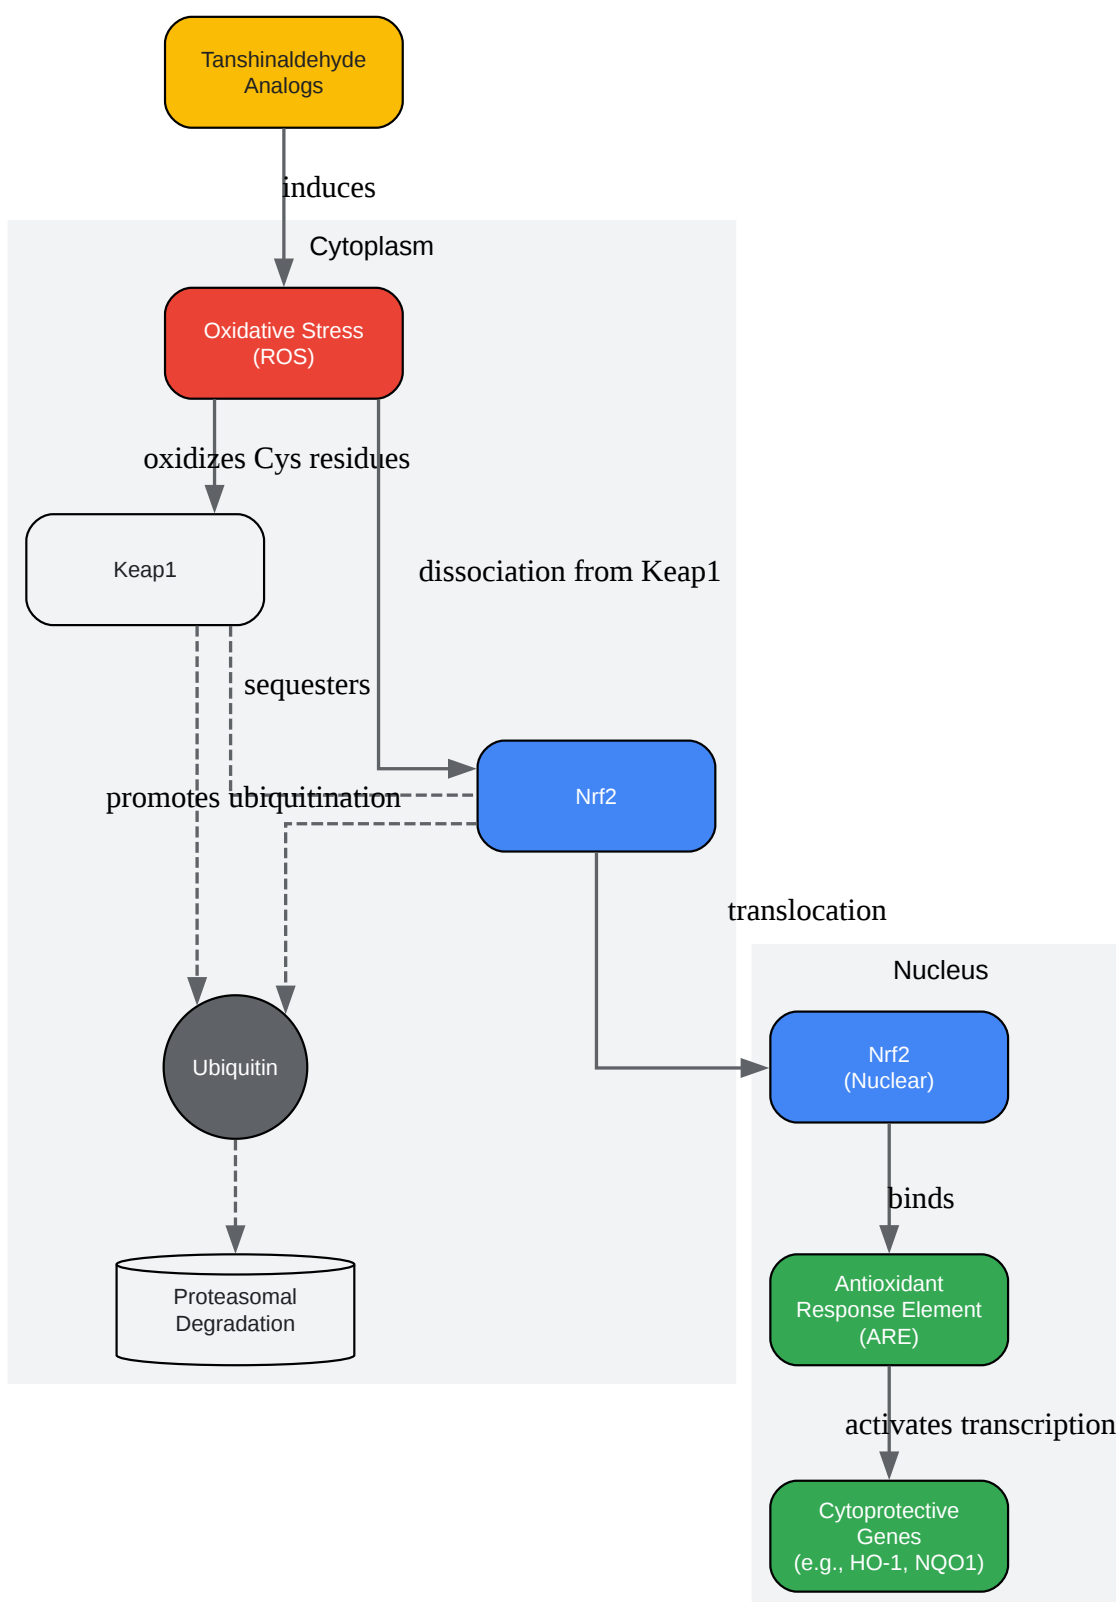 Tanshinaldehyde
Analogs
induces
Cytoplasm
Oxidative Stress
(ROS)
oxidizes Cys residues
Keap1
dissociation from Keap1
sequesters
promotes ubiquitination
Nrf2
translocation
Nucleus
Nrf2
(Nuclear)
Ubiquitin
binds
Proteasomal
Degradation
Antioxidant
Response Element
(ARE)
activates transcription
Cytoprotective
Genes
(e.g., HO-1, NQO1)